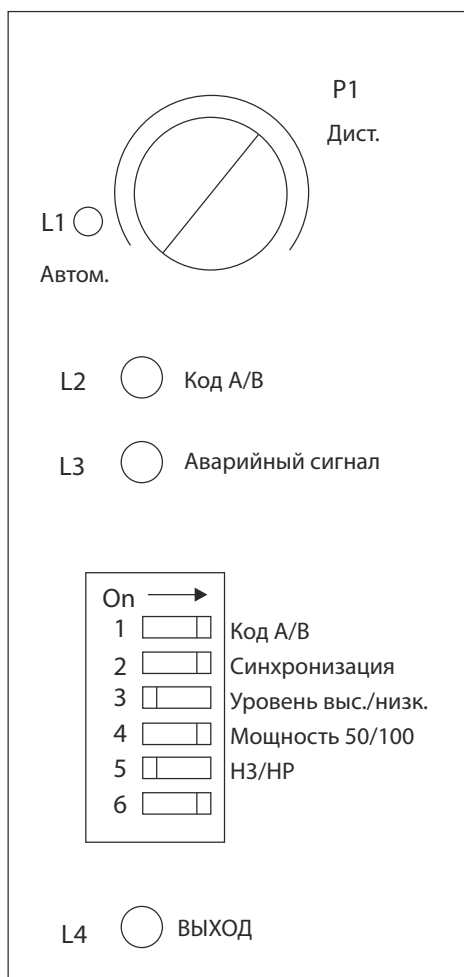 P1
Дист.
L1
Автом.
L2 Код A/B
L3 Аварийный сигнал
On
1 Код A/B
2 Синхронизация
3 Уровень выс./низк.
4 Мощность 50/100
5 НЗ/НР
6
L4 ВЫХОД